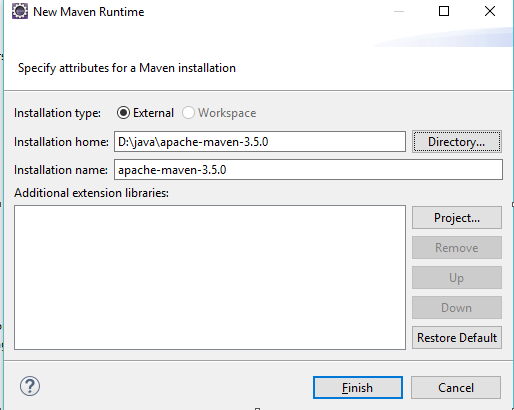 New Maven Runtime
Specify attributes for a Maven installation
Installation type: External Workspace
Installation home: D:\java\apache-maven-3.5.0 Directory...
Installation name: apache-maven-3.5.0
Additional extension libraries:
Project...
Remove
Up
Down
Restore Default
? Finish Cancel